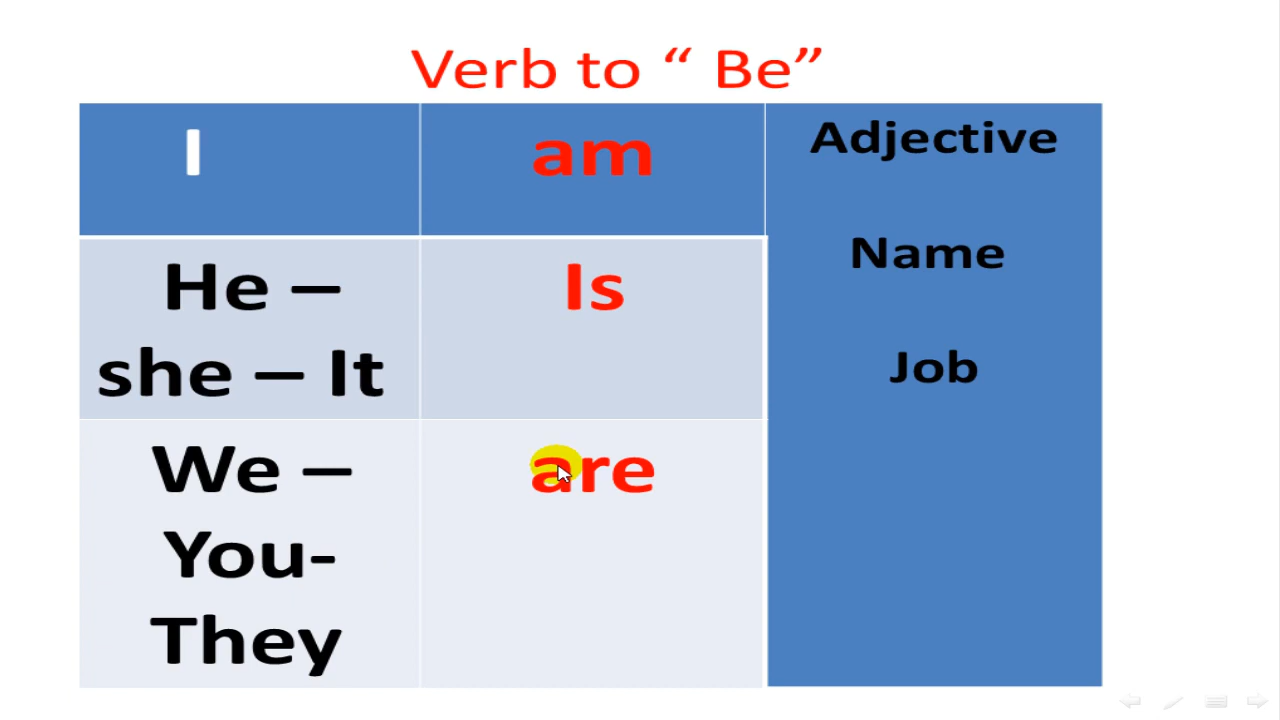 Verb to “ Be”
I am Adjective
Name
He – Is
she – It
Job
We – are
You-
They